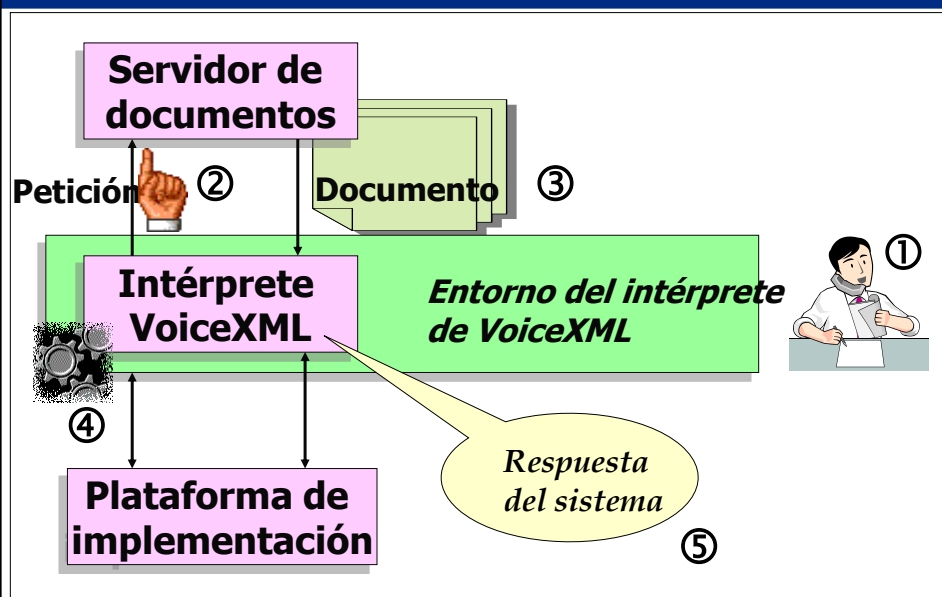 Servidor de
documentos
Petición
②
Documento
③
①
Intérprete
VoiceXML
Entorno del intérprete
de VoiceXML
④
Respuesta
del sistema
Plataforma de
implementación
⑤